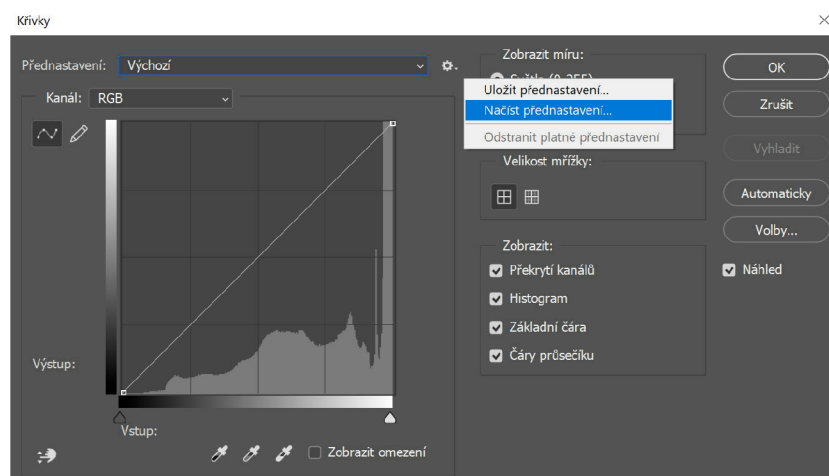 Křivky
Přednastavení: Výchozí
Kanál: RGB
Výstup:
Vstup:
Zobrazit omezení
Zobrazit míru:
Uložit přednastavení...
Načíst přednastavení...
Odstranit platné přednastavení
Velikost mřížky:
Zobrazit:
Překrytí kanálů
Histogram
Základní čára
Čáry průsečíku
OK
Zrušit
Vyhladit
Automaticky
Volby...
Náhled